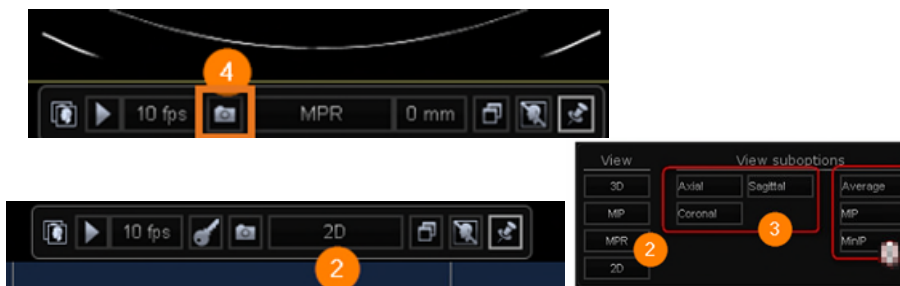 4
10 fps MPR 0 mm
View View suboptions
3D Axial Sagittal Average
MIP Coronal MIP
MPR 2 3 MinIP
2D
10 fps 2D
2